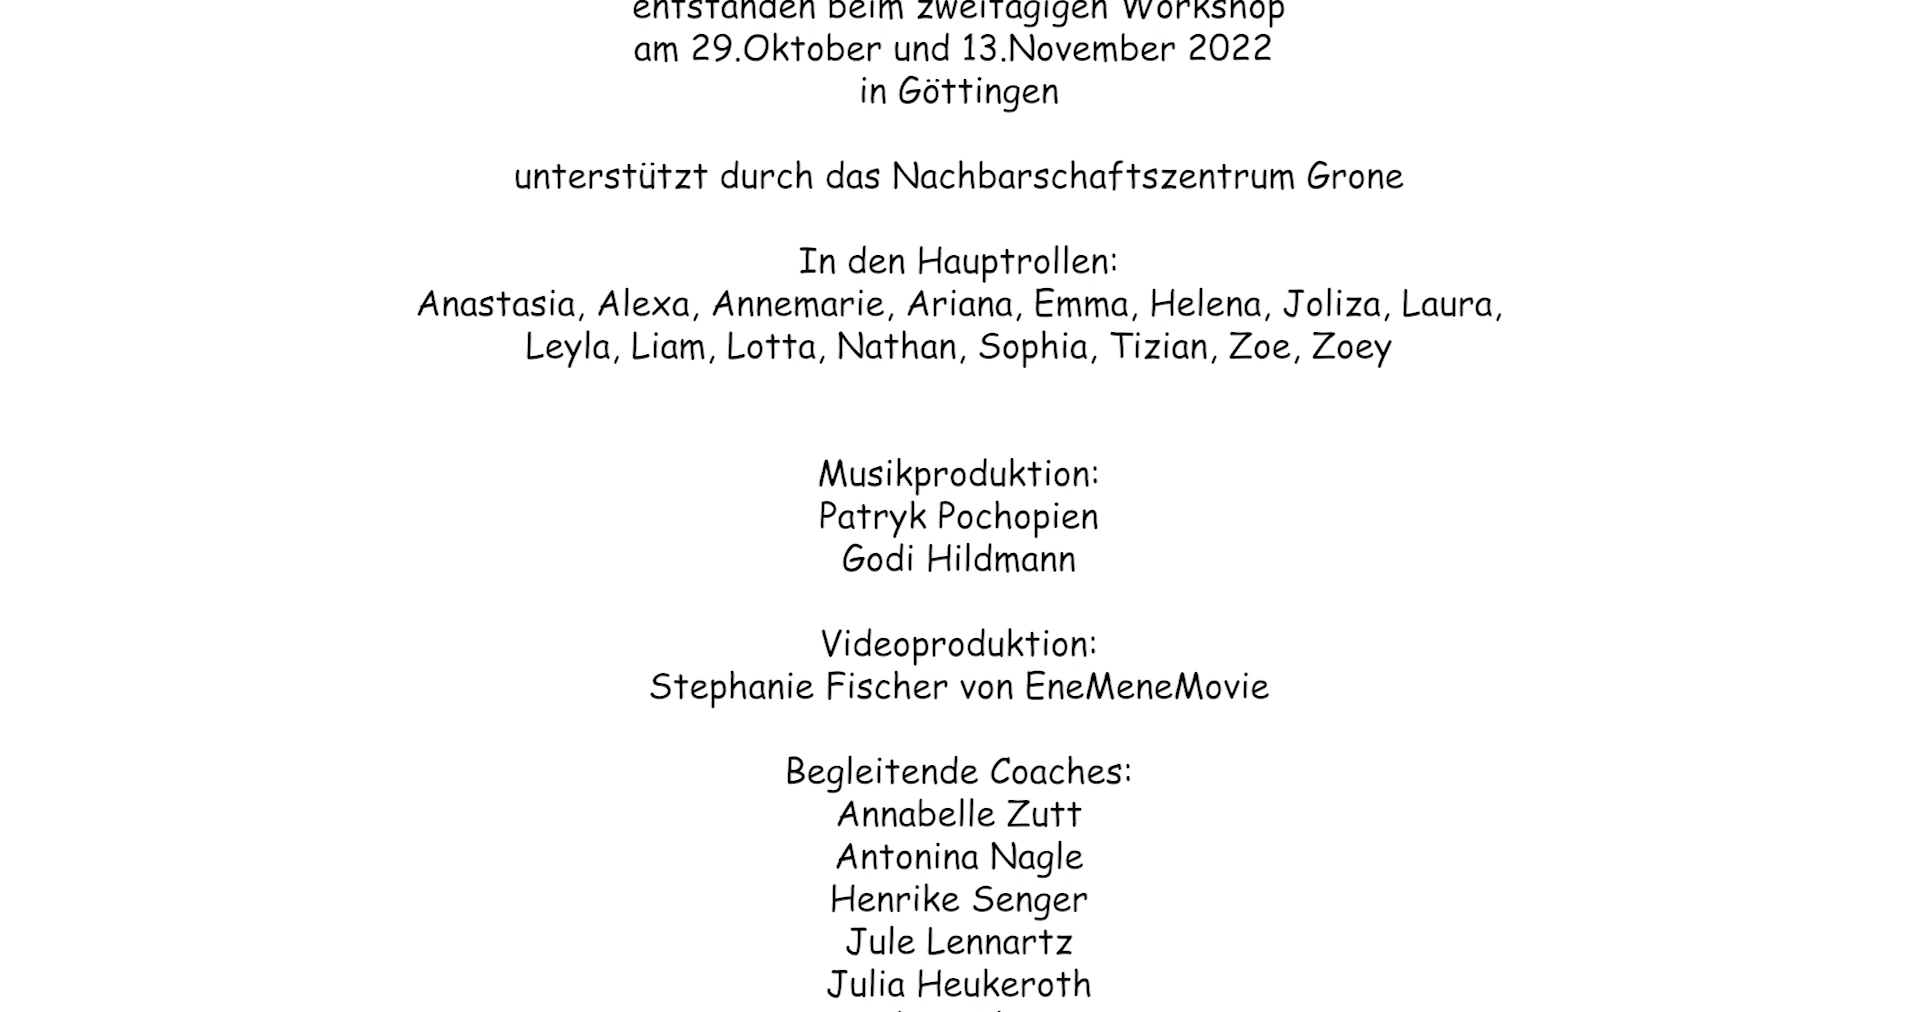 entstanden beim zweitägigen Workshop
am 29.Oktober und 13.November 2022
in Göttingen
unterstützt durch das Nachbarschaftszentrum Grone
In den Hauptrollen:
Anastasia, Alexa, Annemarie, Ariana, Emma, Helena, Joliza, Laura,
Leyla, Liam, Lotta, Nathan, Sophia, Tizian, Zoe, Zoey
Musikproduktion:
Patryk Pochopien
Godi Hildmann
Videoproduktion:
Stephanie Fischer von EneMeneMovie
Begleitende Coaches:
Annabelle Zutt
Antonina Nagle
Henrike Senger
Jule Lennartz
Julia Heukeroth